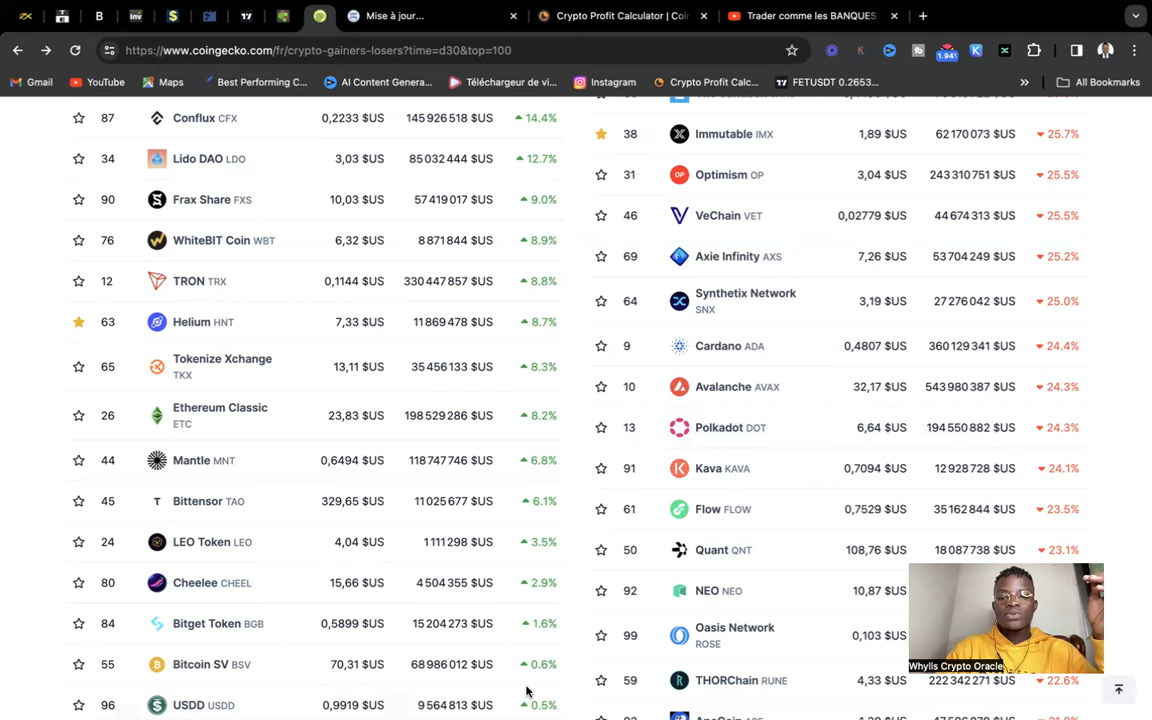 Mise à jour...
Crypto Profit Calculator | Coi
Trader comme les BANQUES
https://www.coingecko.com/fr/crypto-gainers-losers?time=d30&top=100
1.941
Gmail
YouTube
Maps
Best Performing C...
AI Content Genera...
Téléchargeur de vi...
Instagram
Crypto Profit Calc...
FETUSDT 0.2653...
»
All Bookmarks
87 Conflux CFX 0,2233 $US 145 926 518 $US 14.4%
34 Lido DAO LDO 3,03 $US 85 032 444 $US 12.7%
90 Frax Share FXS 10,03 $US 57 419 017 $US 9.0%
76 WhiteBIT Coin WBT 6,32 $US 8 871 844 $US 8.9%
12 TRON TRX 0,1144 $US 330 447 857 $US 8.8%
63 Helium HNT 7,33 $US 11 869 478 $US 8.7%
65 Tokenize Xchange TKX 13,11 $US 35 456 133 $US 8.3%
26 Ethereum Classic ETC 23,83 $US 198 529 286 $US 8.2%
44 Mantle MNT 0,6494 $US 118 747 746 $US 6.8%
45 Bittensor TAO 329,65 $US 11 025 677 $US 6.1%
24 LEO Token LEO 4,04 $US 1 111 298 $US 3.5%
80 Cheelee CHEEL 15,66 $US 4 504 355 $US 2.9%
84 Bitget Token BGB 0,5899 $US 15 204 273 $US 1.6%
55 Bitcoin SV BSV 70,31 $US 68 986 012 $US 0.6%
96 USDD USDD 0,9919 $US 9 564 813 $US 0.5%
38 Immutable IMX 1,89 $US 62 170 073 $US 25.7%
31 Optimism OP 3,04 $US 243 310 751 $US 25.5%
46 VeChain VET 0,02779 $US 44 674 313 $US 25.5%
69 Axie Infinity AXS 7,26 $US 53 704 249 $US 25.2%
64 Synthetix Network SNX 3,19 $US 27 276 042 $US 25.0%
9 Cardano ADA 0,4807 $US 360 129 341 $US 24.4%
10 Avalanche AVAX 32,17 $US 543 980 387 $US 24.3%
13 Polkadot DOT 6,64 $US 194 550 882 $US 24.3%
91 Kava KAVA 0,7094 $US 12 928 728 $US 24.1%
61 Flow FLOW 0,7529 $US 35 162 844 $US 23.5%
50 Quant QNT 108,76 $US 18 087 738 $US 23.1%
92 NEO NEO 10,87 $US
99 Oasis Network ROSE 0,103 $US
59 THORChain RUNE 4,33 $US 222 342 271 $US 22.6%
Whylls Crypto Oracle